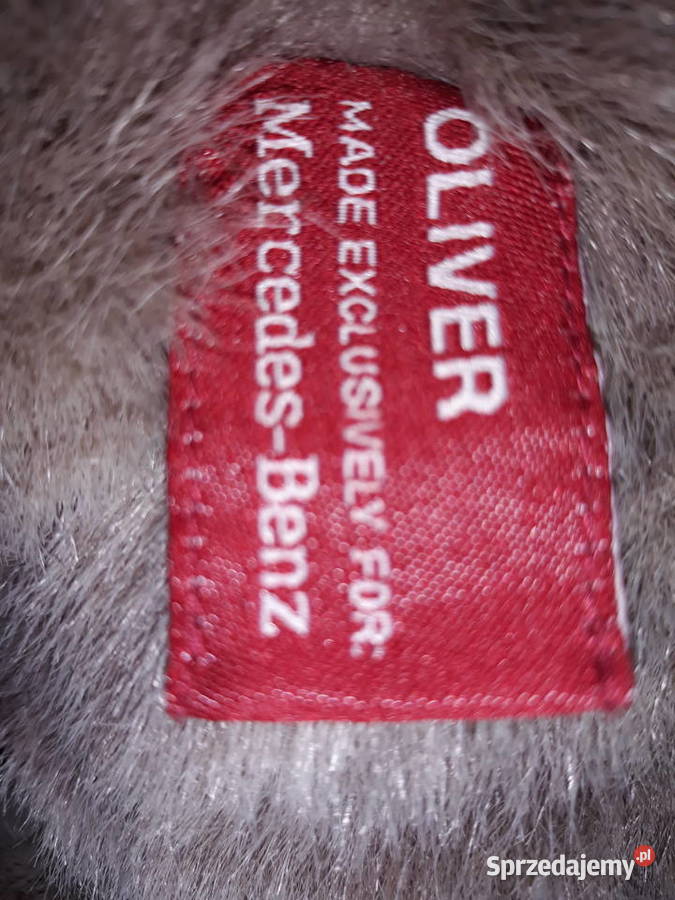 OLIVER
MADE EXCLUSIVELY FOR:
Mercedes-Benz
Sprzedajemy.pl